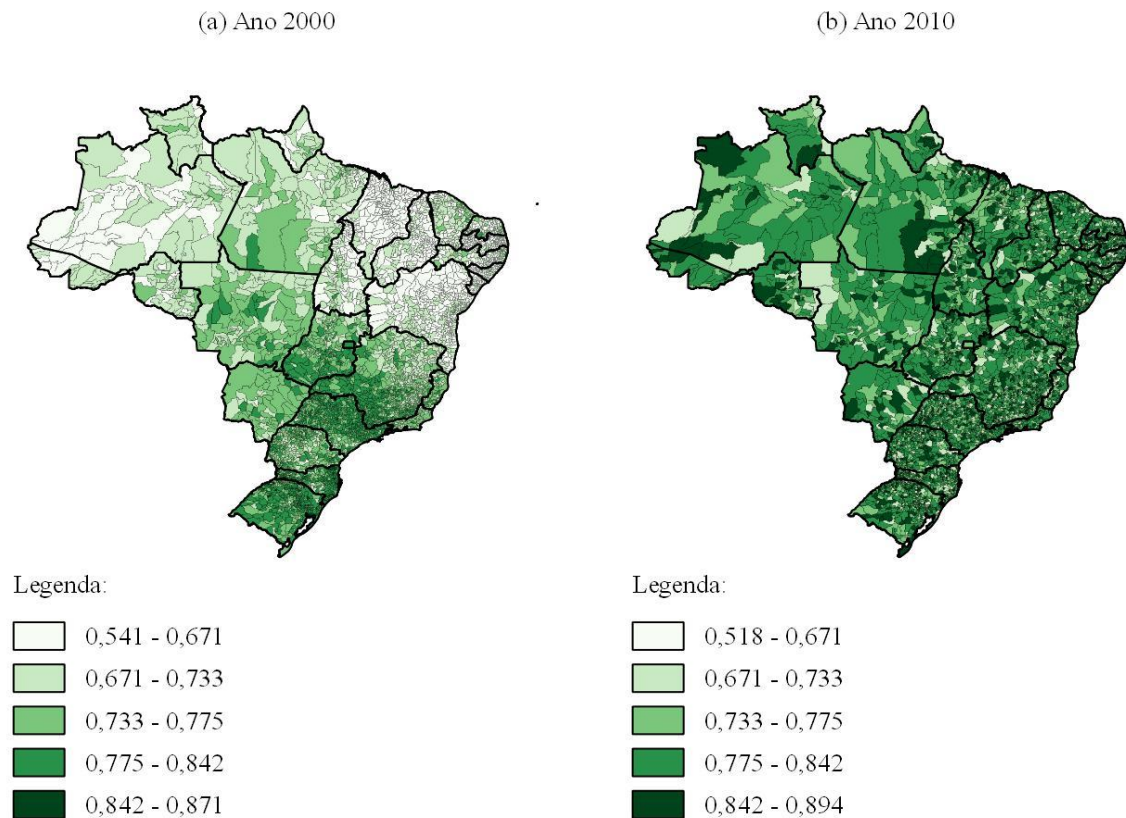 (a) Ano 2000
(b) Ano 2010
Legenda:
0,541 - 0,671
0,671 - 0,733
0,733 - 0,775
0,775 - 0,842
0,842 - 0,871
Legenda:
0,518 - 0,671
0,671 - 0,733
0,733 - 0,775
0,775 - 0,842
0,842 - 0,894